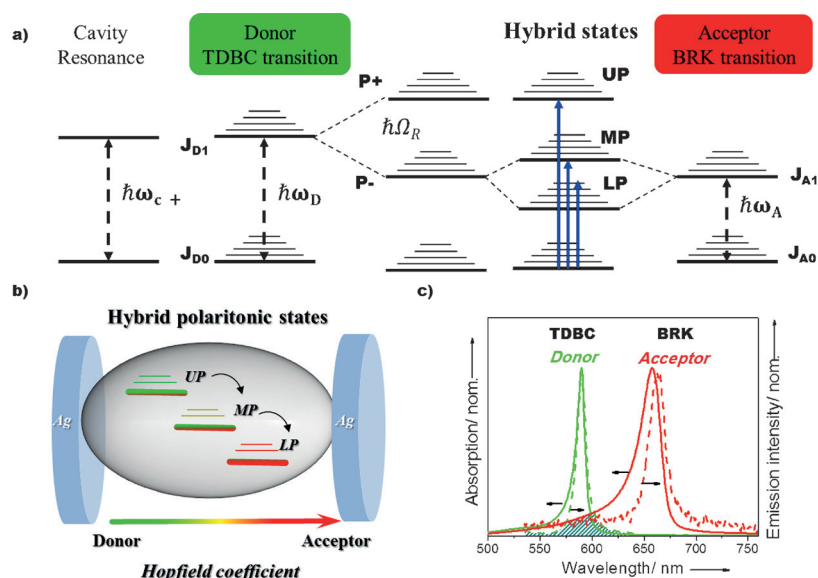 a)
Cavity
Resonance
Donor
TDBC transition
Hybrid states
Acceptor
BRK transition
P+
UP
ħΩR
MP
JD1
P-
LP
JA1
ħωc +
ħωD
ħωA
JD0
JA0
b)
Hybrid polaritonic states
UP
MP
LP
Ag
Ag
Donor
Acceptor
Hopfield coefficient
c)
TDBC
BRK
Donor
Acceptor
Absorption/ nom.
Emission intensity/ nom.
500
550
600
650
700
750
Wavelength/ nm